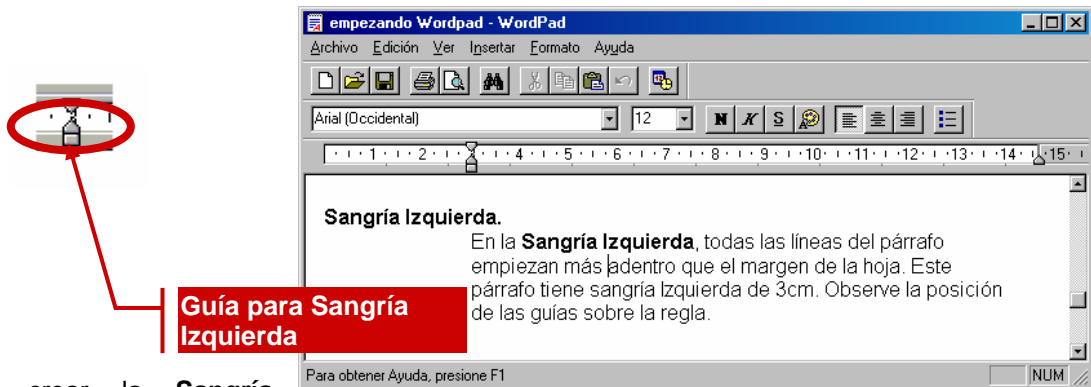 empezando Wordpad - WordPad
Archivo Edición Ver Insertar Formato Ayuda
Arial (Occidental) 12 N K S
1 2 4 5 6 7 8 9 10 11 12 13 14 15
Sangría Izquierda.
En la Sangría Izquierda, todas las líneas del párrafo
empiezan más adentro que el margen de la hoja. Este
párrafo tiene sangría Izquierda de 3cm. Observe la posición
de las guías sobre la regla.
Guía para Sangría
Izquierda
Para obtener Ayuda, presione F1 NUM
crear la Sangría